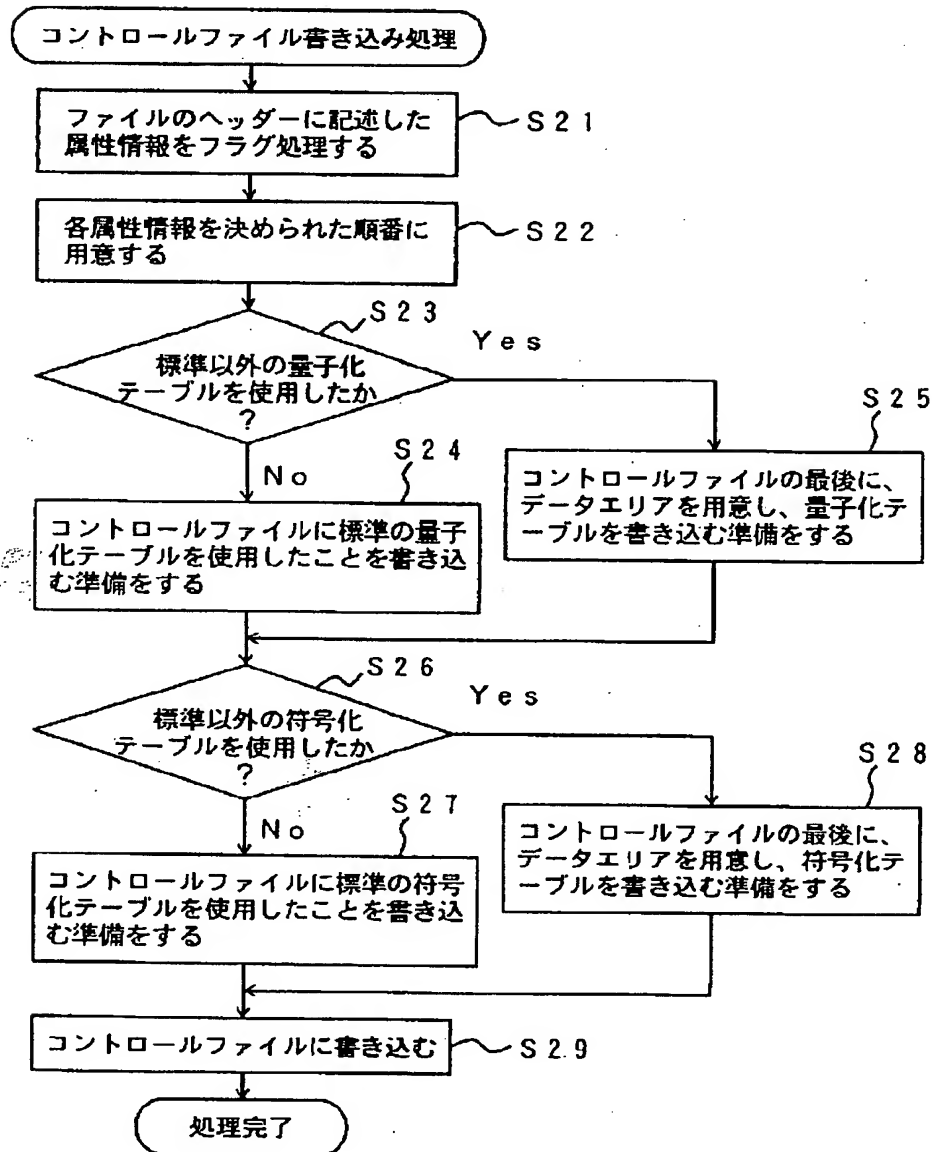 コントロールファイル書き込み処理
ファイルのヘッダーに記述した
属性情報をフラグ処理する
S21
各属性情報を決められた順番に
用意する
S22
S23
標準以外の量子化
テーブルを使用したか
?
Yes
No
S24
コントロールファイルに標準の量子
化テーブルを使用したことを書き込
む準備をする
S25
コントロールファイルの最後に、
データエリアを用意し、量子化テ
ーブルを書き込む準備をする
S26
標準以外の符号化
テーブルを使用したか
?
Yes
No
S27
コントロールファイルに標準の符号
化テーブルを使用したことを書き込
む準備をする
S28
コントロールファイルの最後に、
データエリアを用意し、符号化テ
ーブルを書き込む準備をする
コントロールファイルに書き込む
S29
処理完了